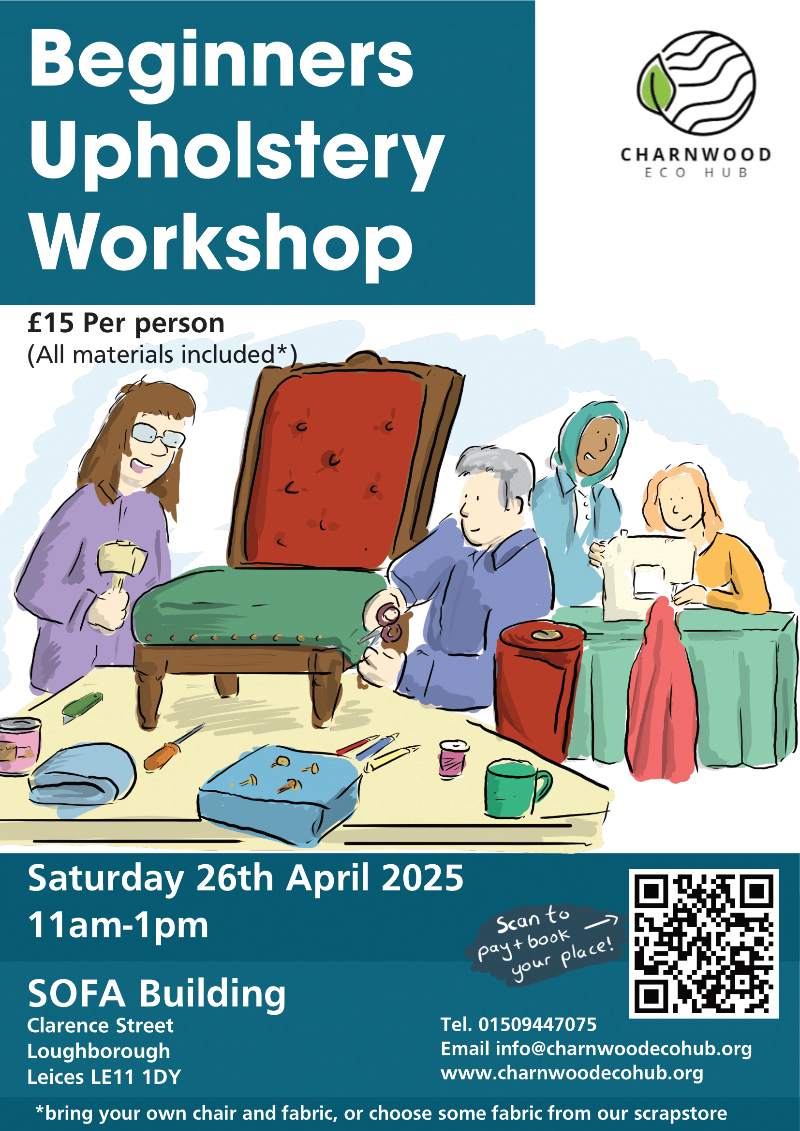 Beginners
Upholstery
Workshop
CHARNWOOD
ECO HUB
£15 Per person
(All materials included*)
Saturday 26th April 2025
11am-1pm
Scan to
pay + book
your place!
SOFA Building
Clarence Street
Loughborough
Leices LE11 1DY
Tel. 01509447075
Email info@charnwoodecohub.org
www.charnwoodecohub.org
*bring your own chair and fabric, or choose some fabric from our scrapstore